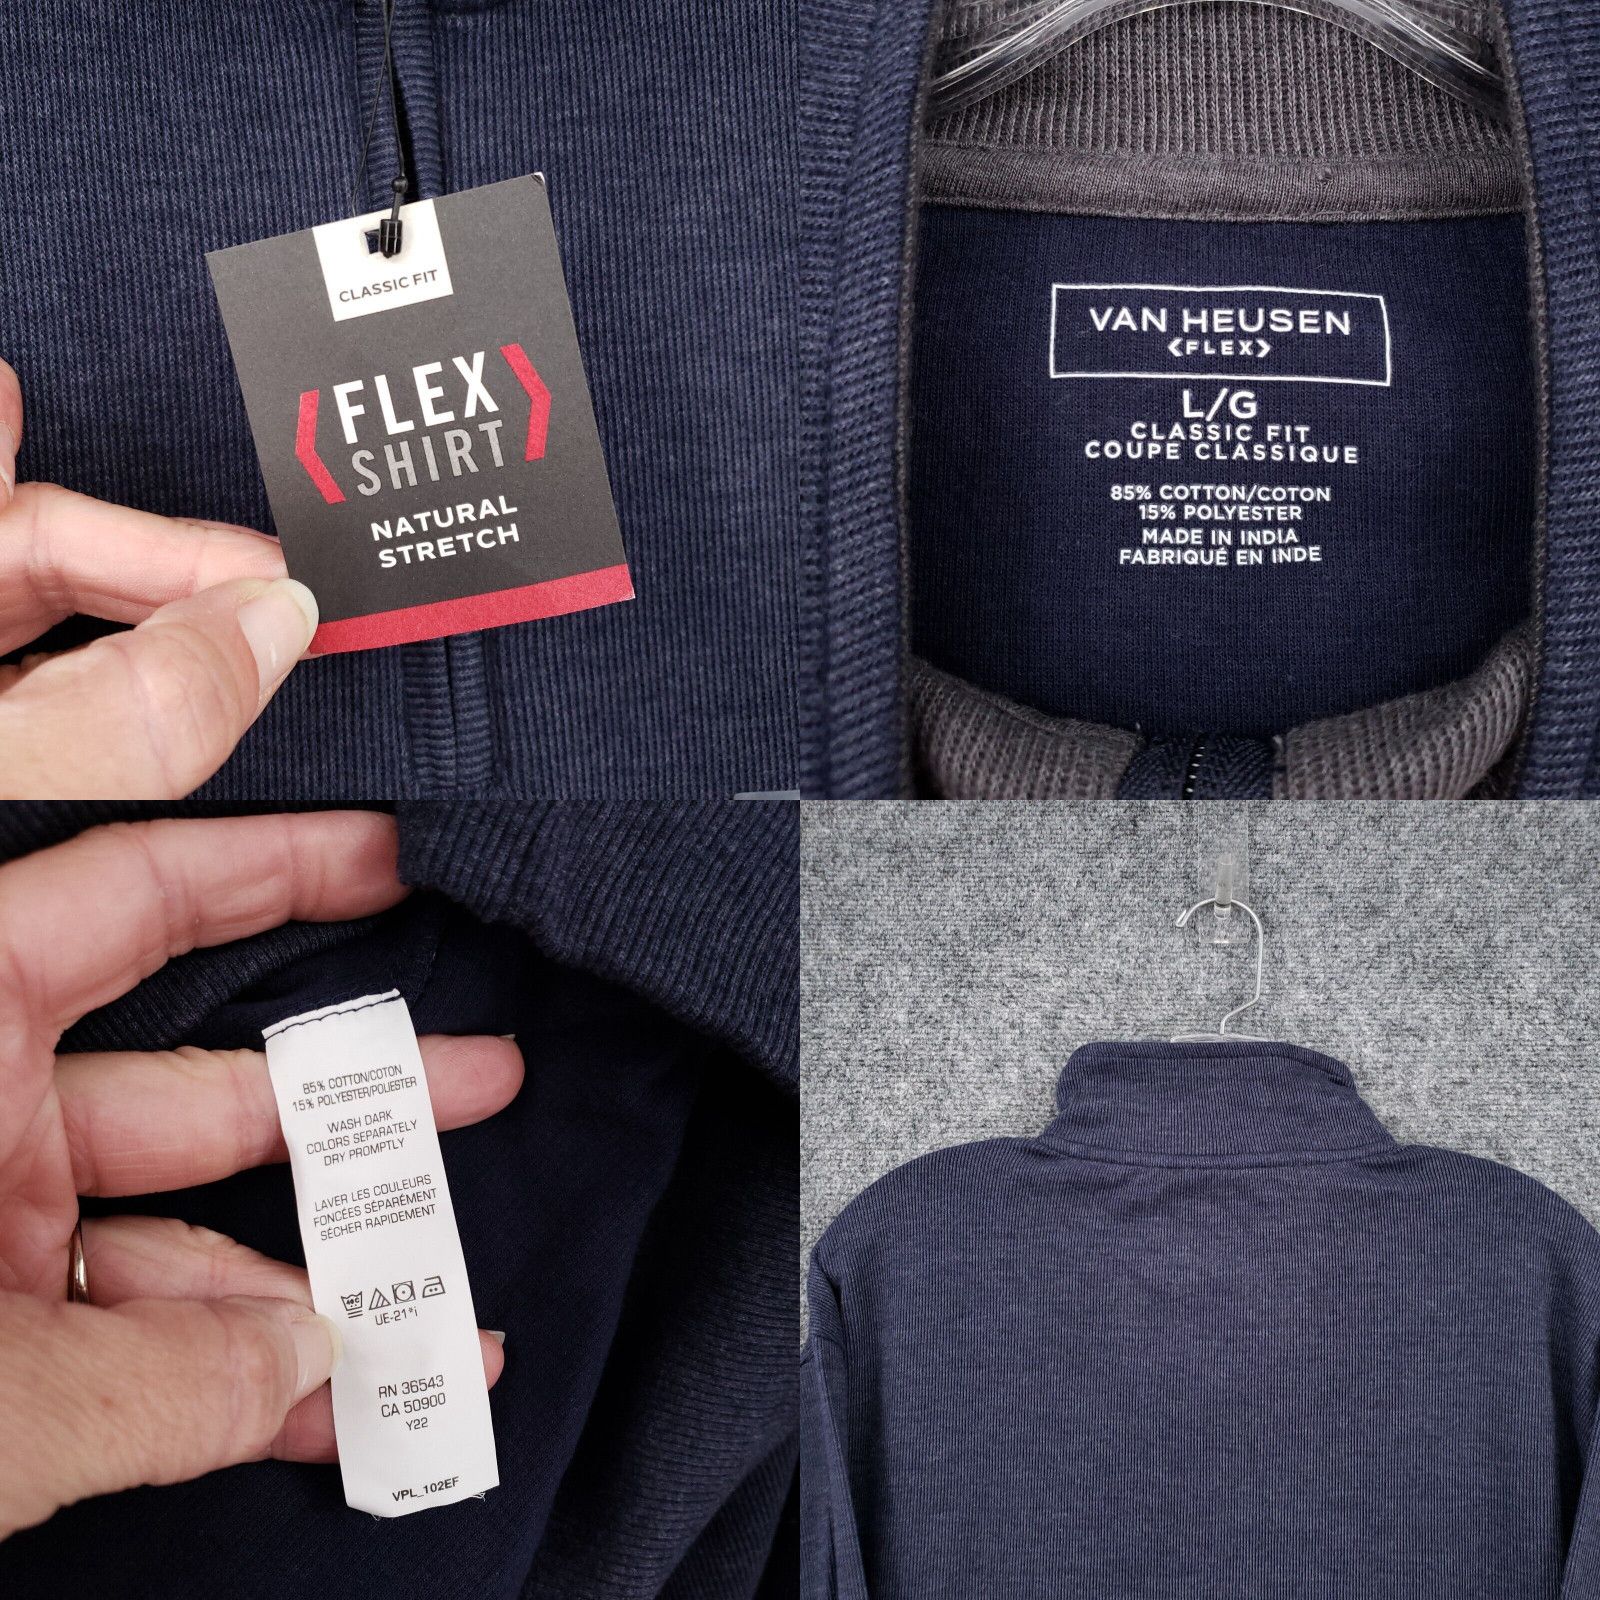 CLASSIC FIT
FLEX
SHIRT
NATURAL
STRETCH
VAN HEUSEN
<FLEX>
L/G
CLASSIC FIT
COUPE CLASSIQUE
85% COTTON/COTON
15% POLYESTER
MADE IN INDIA
FABRIQUÉ EN INDE
85% COTTON/COTON
15% POLYESTER/POLIESTER
WASH DARK
COLORS SEPARATELY
DRY PROMPTLY
LAVER LES COULEURS
FONCÉES SÉPARÉMENT
SÉCHER RAPIDEMENT
40 C
UE-21*i
RN 36543
CA 50900
Y22
VPL_102EF